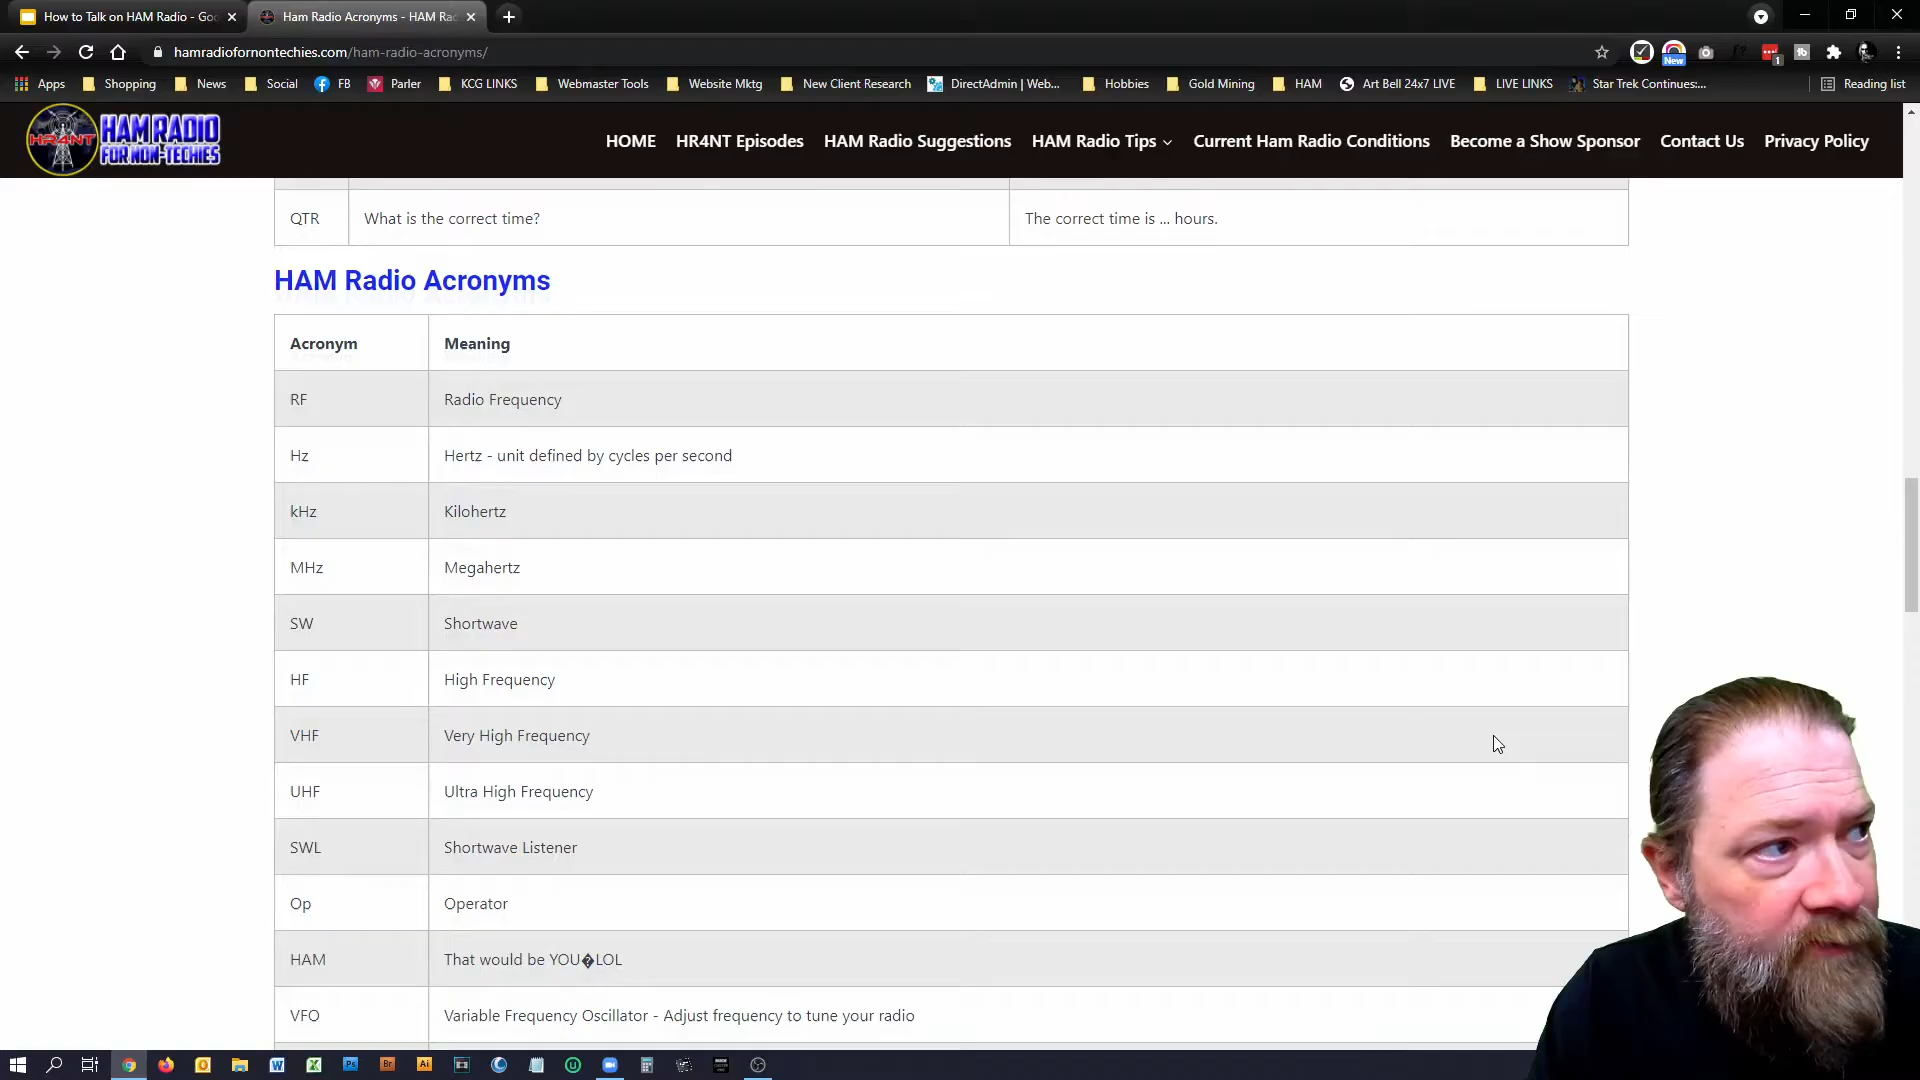 How to Talk on HAM Radio - Goo
Ham Radio Acronyms - HAM Rad
hamradiofornontechies.com/ham-radio-acronyms/
New
1
Apps Shopping News Social FB Parler KCG LINKS Webmaster Tools Website Mktg New Client Research DirectAdmin | Web... Hobbies Gold Mining HAM Art Bell 24x7 LIVE LIVE LINKS Star Trek Continues:... Reading list
HR4NT
HAM RADIO
FOR NON-TECHIES
HOME HR4NT Episodes HAM Radio Suggestions HAM Radio Tips Current Ham Radio Conditions Become a Show Sponsor Contact Us Privacy Policy
QTR What is the correct time? The correct time is ... hours.
HAM Radio Acronyms
Acronym Meaning
RF Radio Frequency
Hz Hertz - unit defined by cycles per second
kHz Kilohertz
MHz Megahertz
SW Shortwave
HF High Frequency
VHF Very High Frequency
UHF Ultra High Frequency
SWL Shortwave Listener
Op Operator
HAM That would be YOU�LOL
VFO Variable Frequency Oscillator - Adjust frequency to tune your radio
Ps Br Ai